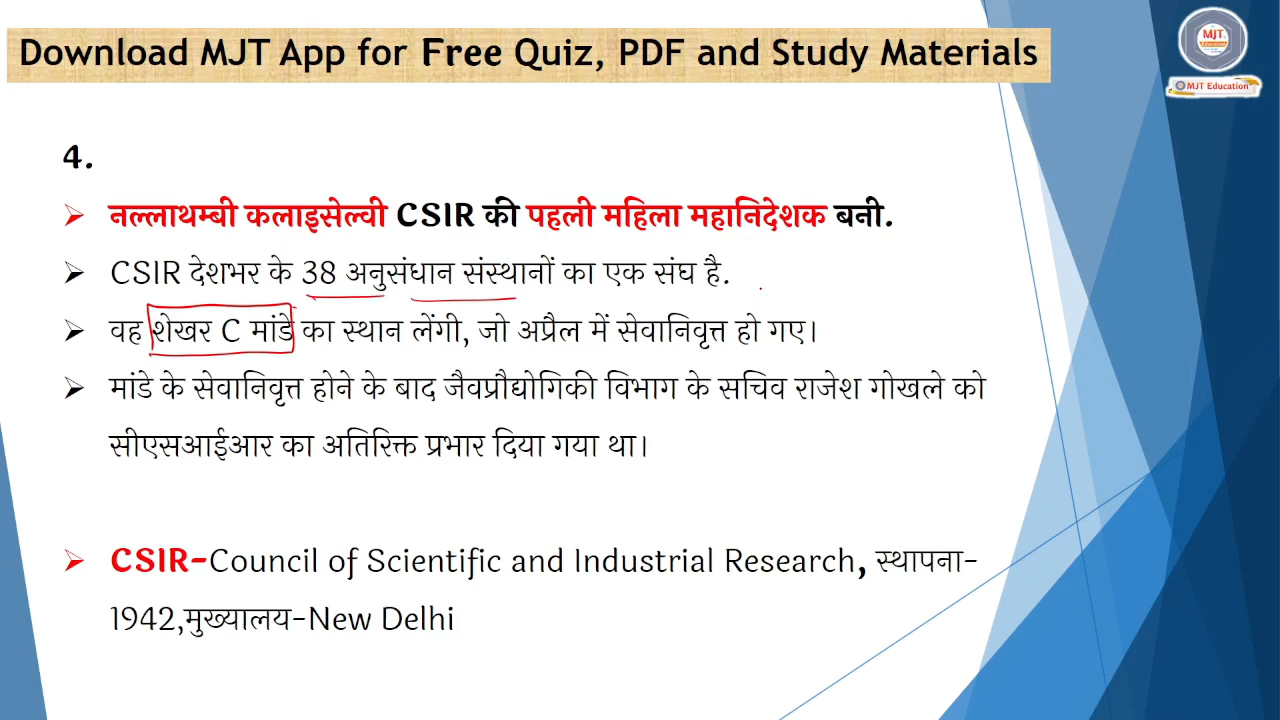 Download MJT App for Free Quiz, PDF and Study Materials
MJT
Education
MJT Education
4.
नल्लाथम्बी कलाइसेल्वी CSIR की पहली महिला महानिदेशक बनी.
CSIR देशभर के 38 अनुसंधान संस्थानों का एक संघ है.
वह शेखर C मांडे का स्थान लेंगी, जो अप्रैल में सेवानिवृत्त हो गए।
मांडे के सेवानिवृत्त होने के बाद जैवप्रौद्योगिकी विभाग के सचिव राजेश गोखले को
सीएसआईआर का अतिरिक्त प्रभार दिया गया था।
CSIR-Council of Scientific and Industrial Research, स्थापना-
1942,मुख्यालय-New Delhi